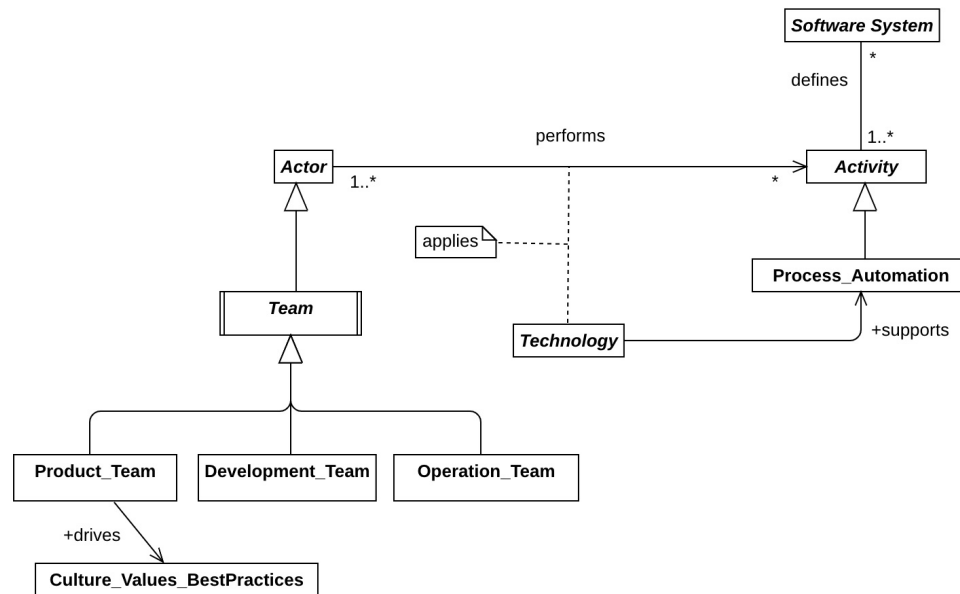 Software System
*
defines
performs
1..*
Actor
Activity
1..*
*
applies
Process_Automation
Team
Technology
+supports
Product_Team
Development_Team
Operation_Team
+drives
Culture_Values_BestPractices